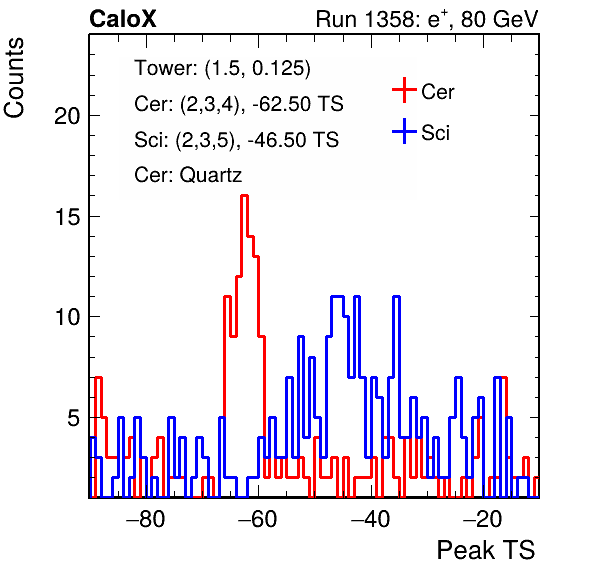 CaloX Run 1358: e⁺, 80 GeV
Counts
Tower: (1.5, 0.125)
Cer: (2,3,4), -62.50 TS
Sci: (2,3,5), -46.50 TS
Cer: Quartz
Cer
Sci
20
15
10
5
−80 −60 −40 −20
Peak TS